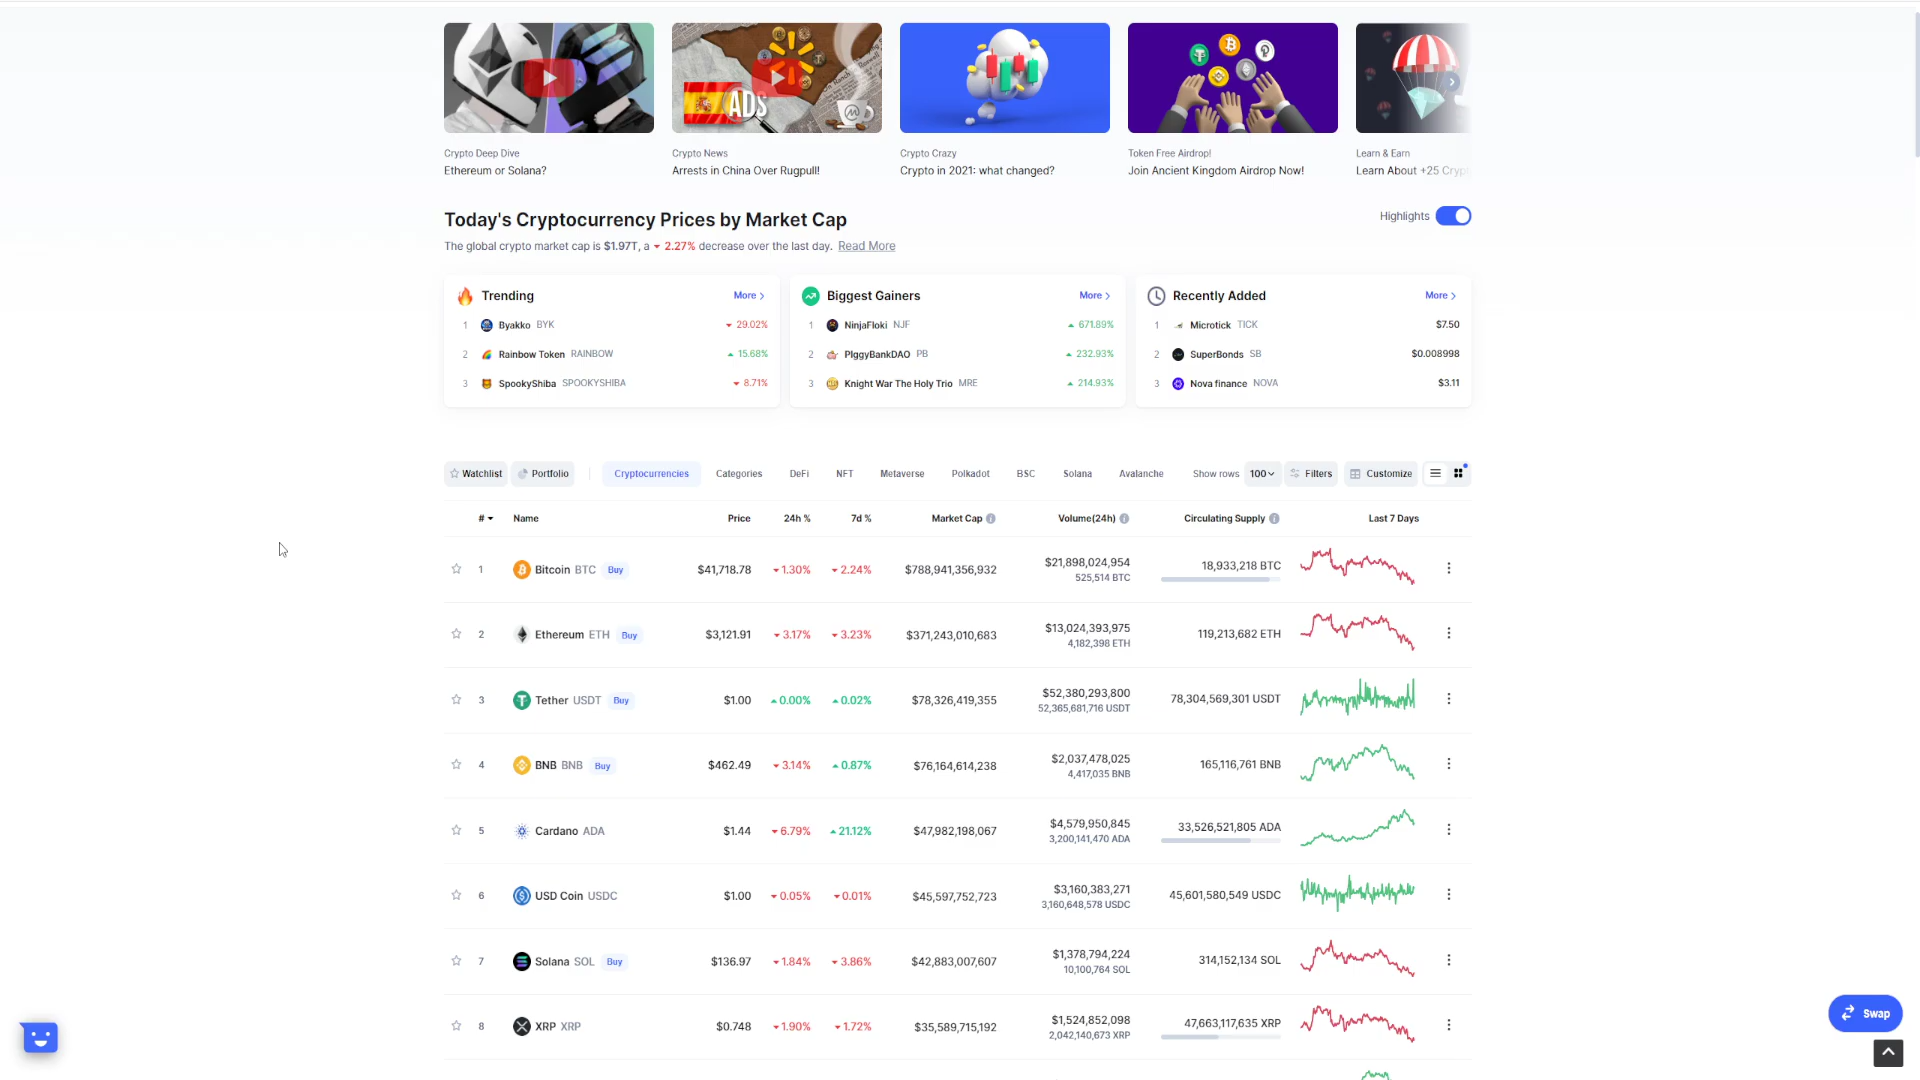 ADS
Crypto Deep Dive
Ethereum or Solana?
Crypto News
Arrests in China Over Rugpull!
Crypto Crazy
Crypto in 2021: what changed?
Token Free Airdrop!
Join Ancient Kingdom Airdrop Now!
Learn & Earn
Learn About +25 Cryp
Today's Cryptocurrency Prices by Market Cap
Highlights
The global crypto market cap is $1.97T, a 2.27% decrease over the last day. Read More
Trending More
1 Byakko BYK 29.02%
2 Rainbow Token RAINBOW 15.68%
3 SpookyShiba SPOOKYSHIBA 8.71%
Biggest Gainers More
1 NinjaFloki NJF 671.89%
2 PIggyBankDAO PB 232.93%
3 Knight War The Holy Trio MRE 214.93%
Recently Added More
1 Microtick TICK $7.50
2 SuperBonds SB $0.008998
3 Nova finance NOVA $3.11
Watchlist Portfolio Cryptocurrencies Categories DeFi NFT Metaverse Polkadot BSC Solana Avalanche Show rows 100 Filters Customize
# Name Price 24h % 7d % Market Cap Volume(24h) Circulating Supply Last 7 Days
1 Bitcoin BTC Buy $41,718.78 1.30% 2.24% $788,941,356,932 $21,898,024,954 18,933,218 BTC
525,514 BTC
2 Ethereum ETH Buy $3,121.91 3.17% 3.23% $371,243,010,683 $13,024,393,975 119,213,682 ETH
4,182,398 ETH
3 Tether USDT Buy $1.00 0.00% 0.02% $78,326,419,355 $52,380,293,800 78,304,569,301 USDT
52,365,681,716 USDT
4 BNB BNB Buy $462.49 3.14% 0.87% $76,164,614,238 $2,037,478,025 165,116,761 BNB
4,417,035 BNB
5 Cardano ADA $1.44 6.79% 21.12% $47,982,198,067 $4,579,950,845 33,526,521,805 ADA
3,200,141,470 ADA
6 USD Coin USDC $1.00 0.05% 0.01% $45,597,752,723 $3,160,383,271 45,601,580,549 USDC
3,160,648,578 USDC
7 Solana SOL Buy $136.97 1.84% 3.86% $42,883,007,607 $1,378,794,224 314,152,134 SOL
10,100,764 SOL
8 XRP XRP $0.748 1.90% 1.72% $35,589,715,192 $1,524,852,098 47,663,117,635 XRP
2,042,140,673 XRP
Swap